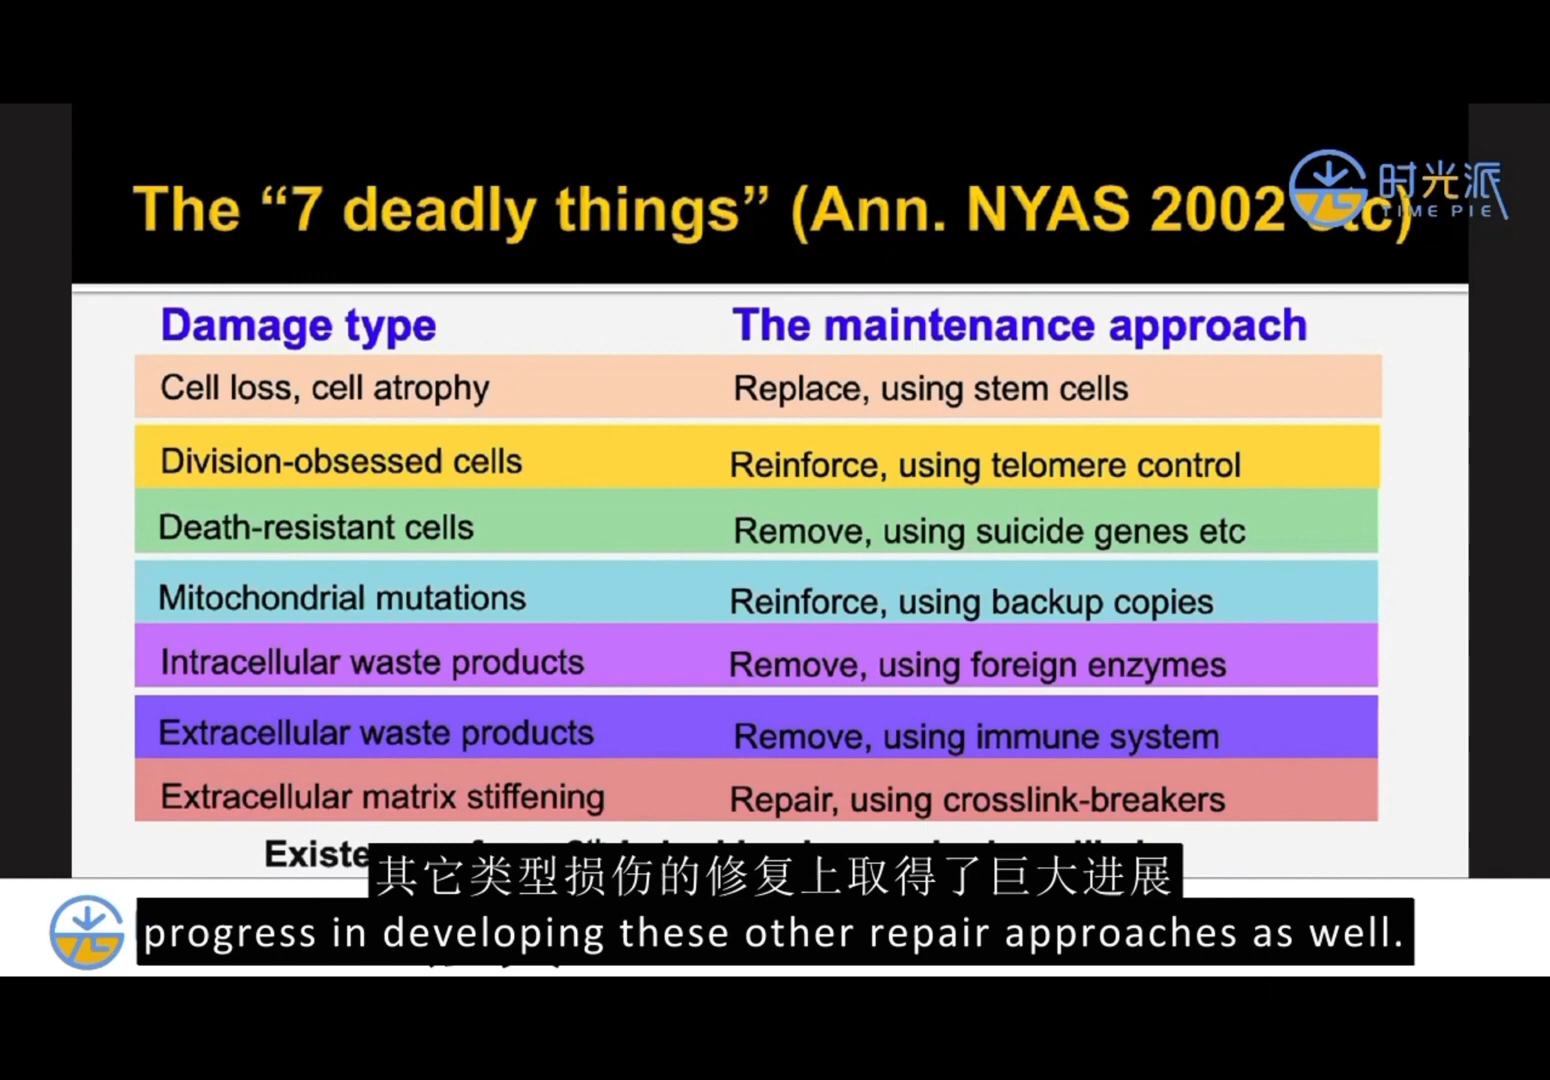 The “7 deadly things” (Ann. NYAS 2002 etc)
时光派
TIME PIE
Damage type The maintenance approach
Cell loss, cell atrophy Replace, using stem cells
Division-obsessed cells Reinforce, using telomere control
Death-resistant cells Remove, using suicide genes etc
Mitochondrial mutations Reinforce, using backup copies
Intracellular waste products Remove, using foreign enzymes
Extracellular waste products Remove, using immune system
Extracellular matrix stiffening Repair, using crosslink-breakers
其它类型损伤的修复上取得了巨大进展
progress in developing these other repair approaches as well.